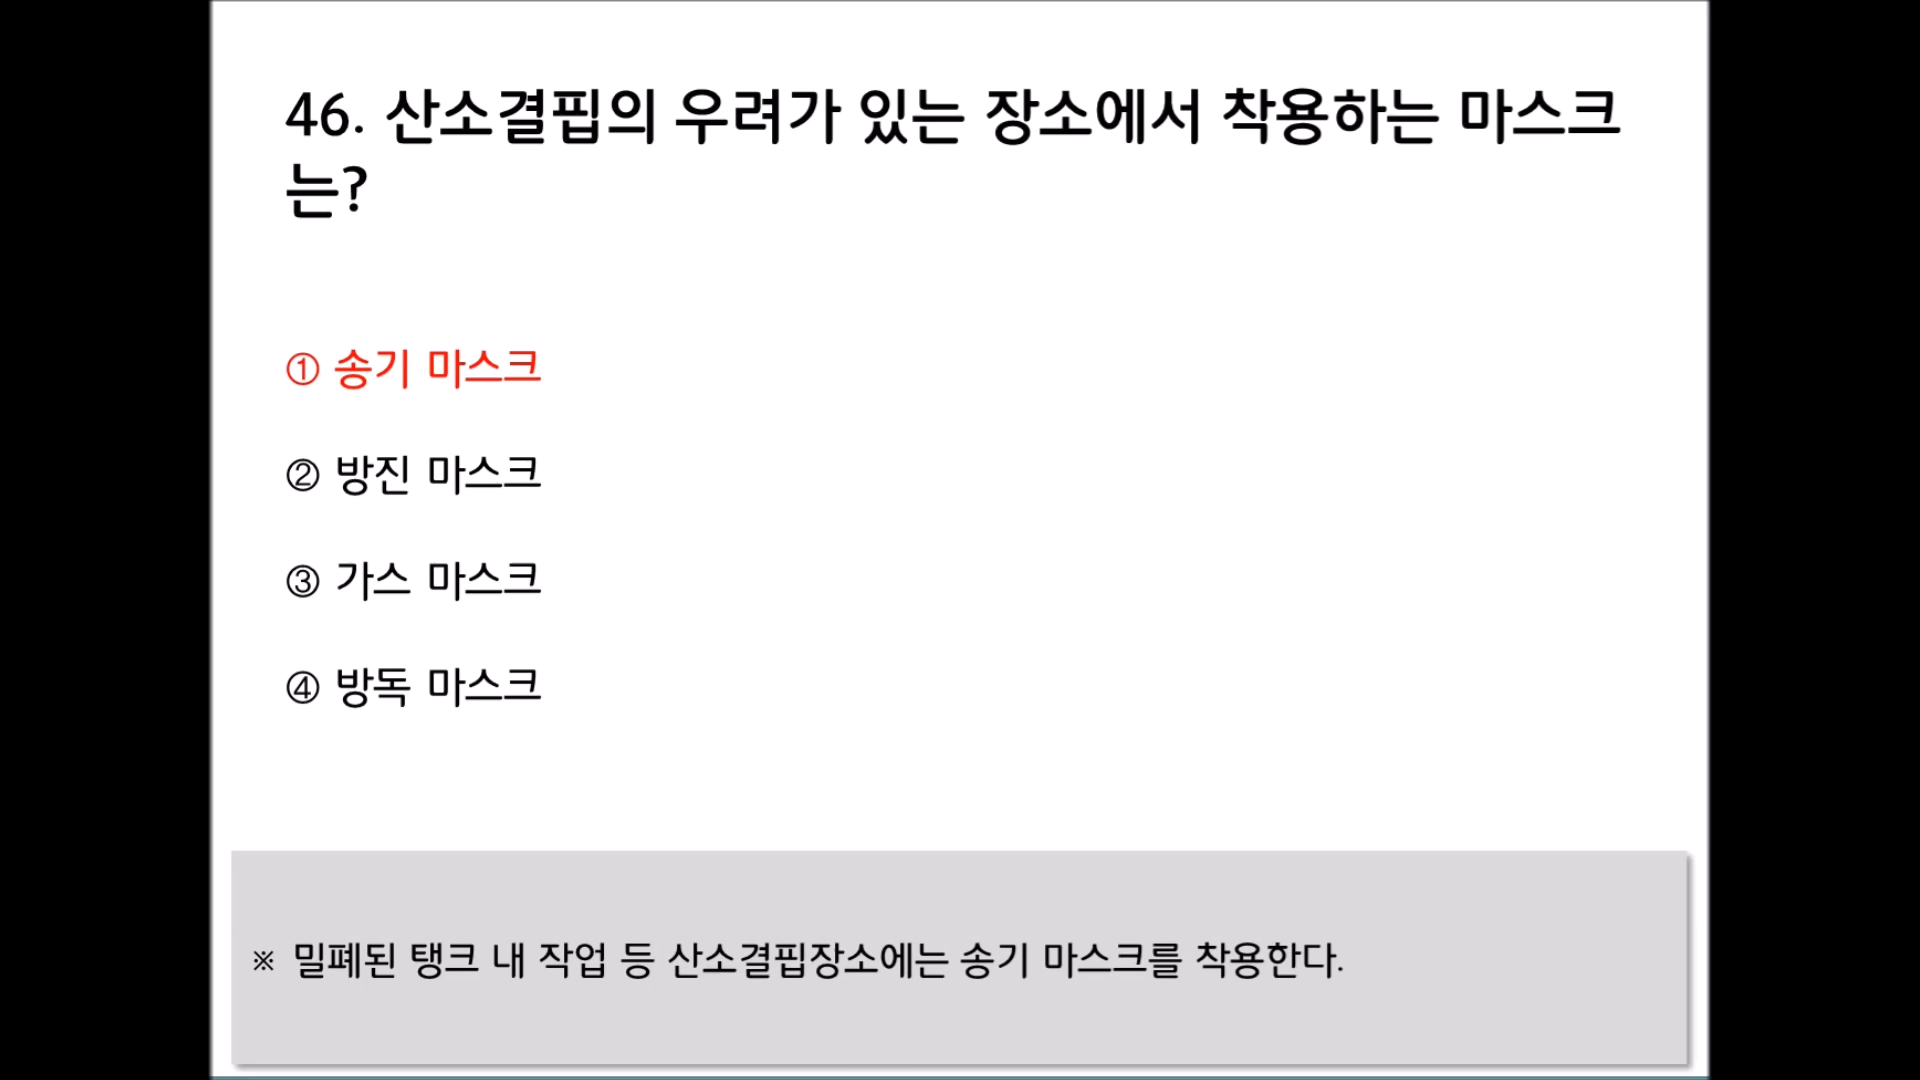 46. 산소결핍의 우려가 있는 장소에서 착용하는 마스크
는?
① 송기 마스크
② 방진 마스크
③ 가스 마스크
④ 방독 마스크
※ 밀폐된 탱크 내 작업 등 산소결핍장소에는 송기 마스크를 착용한다.